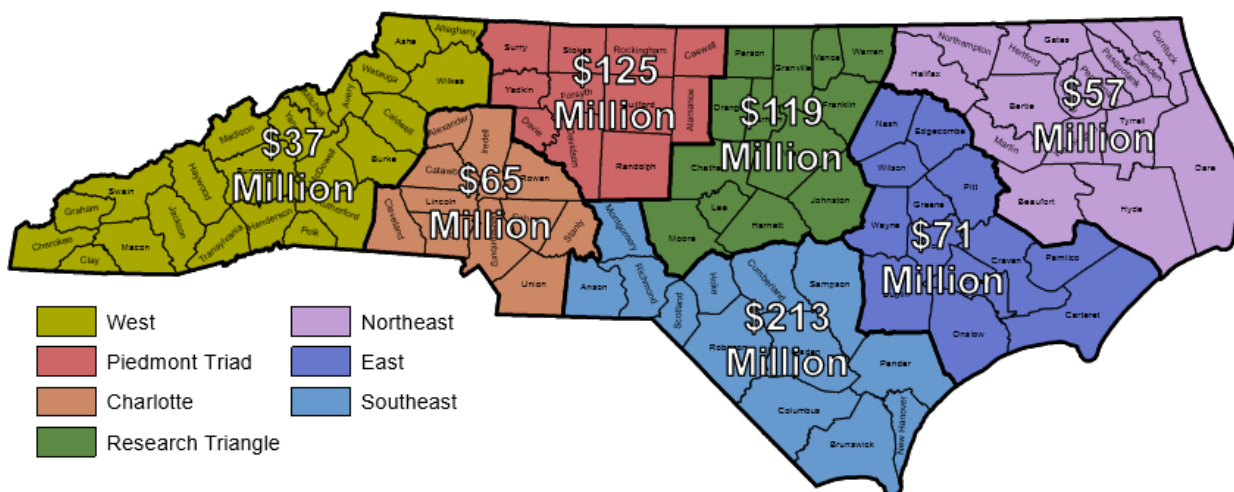 Alleghany
Ashe
Surry
Stokes
Rockingham
Caswell
Person
Granville
Vance
Warren
Northampton
Gates
Hertford
Currituck
Camden
Pasquotank
Halifax
Watauga
Wilkes
Yadkin
Forsyth
$125
Million
Alamance
Franklin
$119
Million
Bertie
$57
Million
Mitchell
Avery
Caldwell
Alexander
Iredell
Davie
Davidson
Randolph
Nash
Edgecombe
Martin
Tyrrell
Dare
Madison
$37
Million
Burke
Catawba
Rowan
$65
Million
Wilson
Pitt
Swain
Haywood
Lincoln
Lee
Johnston
Greene
Beaufort
Hyde
Graham
Jackson
Henderson
Rutherford
Cleveland
Stanly
Montgomery
Moore
Harnett
Wayne
$71
Million
Craven
Pamlico
Cherokee
Macon
Clay
Transylvania
Polk
Union
Anson
Richmond
Scotland
Hoke
Cumberland
Sampson
$213
Million
Onslow
Carteret
Pender
Columbus
Brunswick
New Hanover
West
Piedmont Triad
Charlotte
Research Triangle
Northeast
East
Southeast